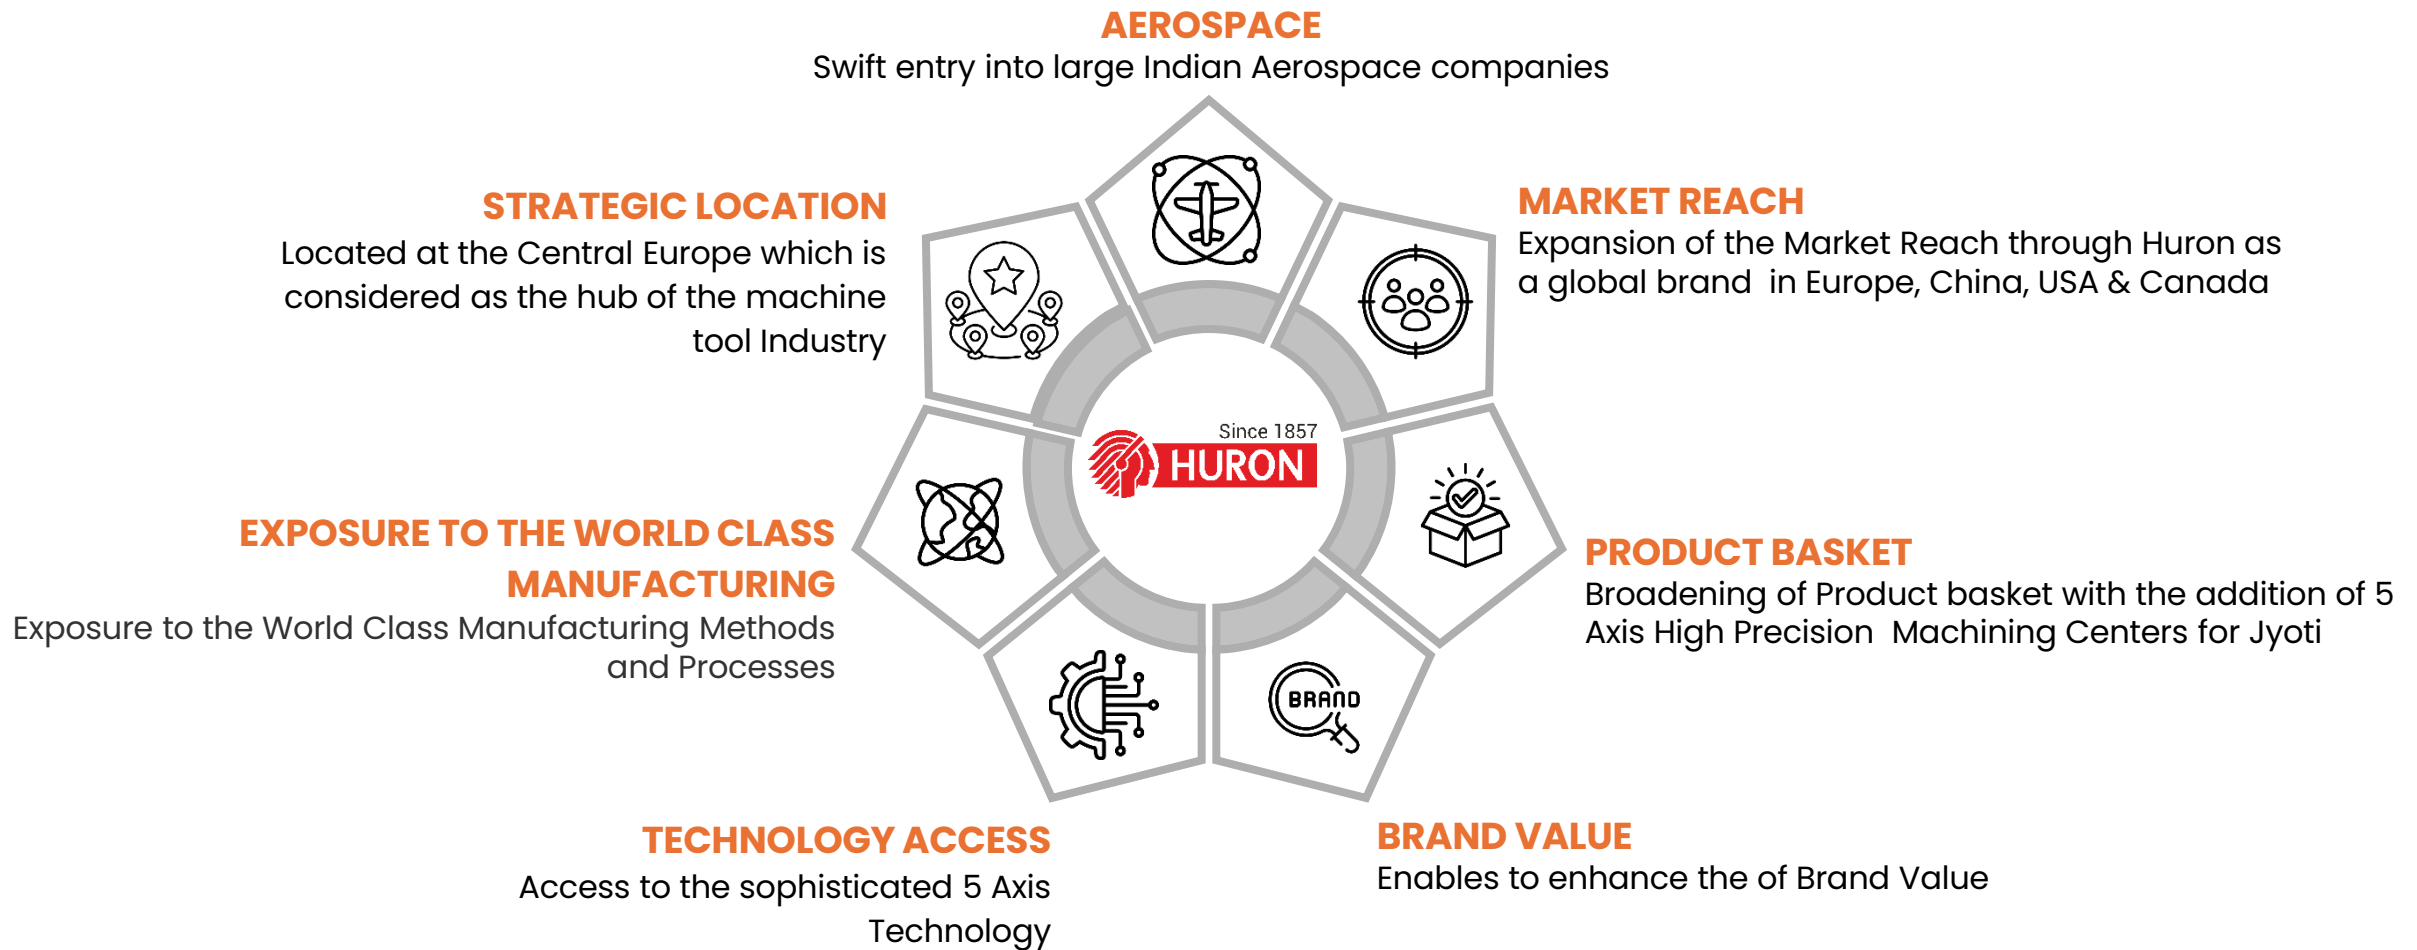 AEROSPACE
Swift entry into large Indian Aerospace companies
STRATEGIC LOCATION
Located at the Central Europe which is
considered as the hub of the machine
tool Industry
MARKET REACH
Expansion of the Market Reach through Huron as
a global brand in Europe, China, USA & Canada
Since 1857
HURON
EXPOSURE TO THE WORLD CLASS
MANUFACTURING
Exposure to the World Class Manufacturing Methods
and Processes
PRODUCT BASKET
Broadening of Product basket with the addition of 5
Axis High Precision Machining Centers for Jyoti
BRAND
TECHNOLOGY ACCESS
Access to the sophisticated 5 Axis
Technology
BRAND VALUE
Enables to enhance the of Brand Value